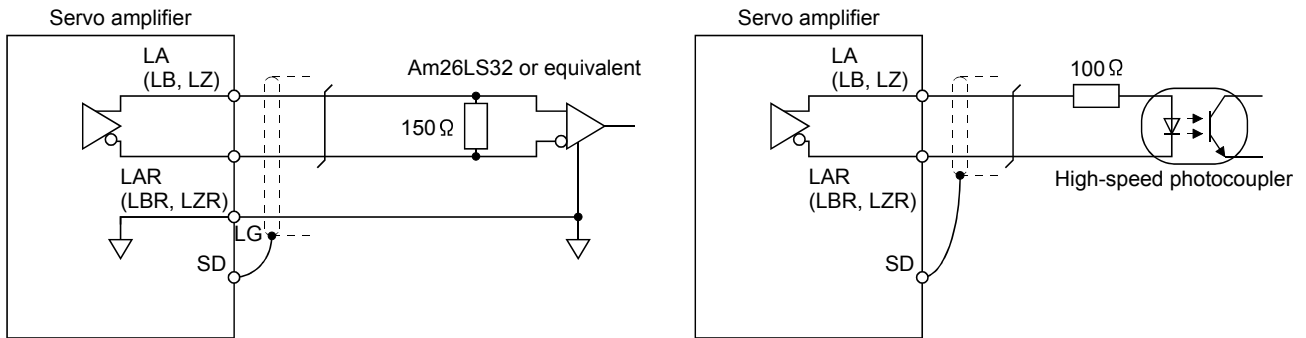 Servo amplifier
LA
(LB, LZ)
Am26LS32 or equivalent
150Ω
LAR
(LBR, LZR)
LG
SD
Servo amplifier
LA
(LB, LZ)
100Ω
High-speed photocoupler
LAR
(LBR, LZR)
SD